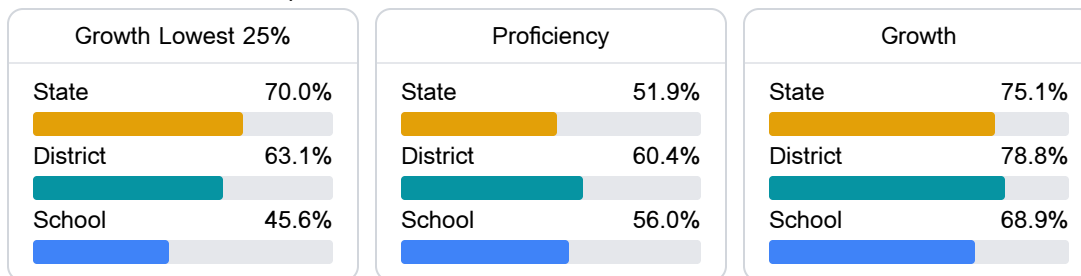 Growth Lowest 25%
State 70.0%
District 63.1%
School 45.6%
Proficiency
State 51.9%
District 60.4%
School 56.0%
Growth
State 75.1%
District 78.8%
School 68.9%